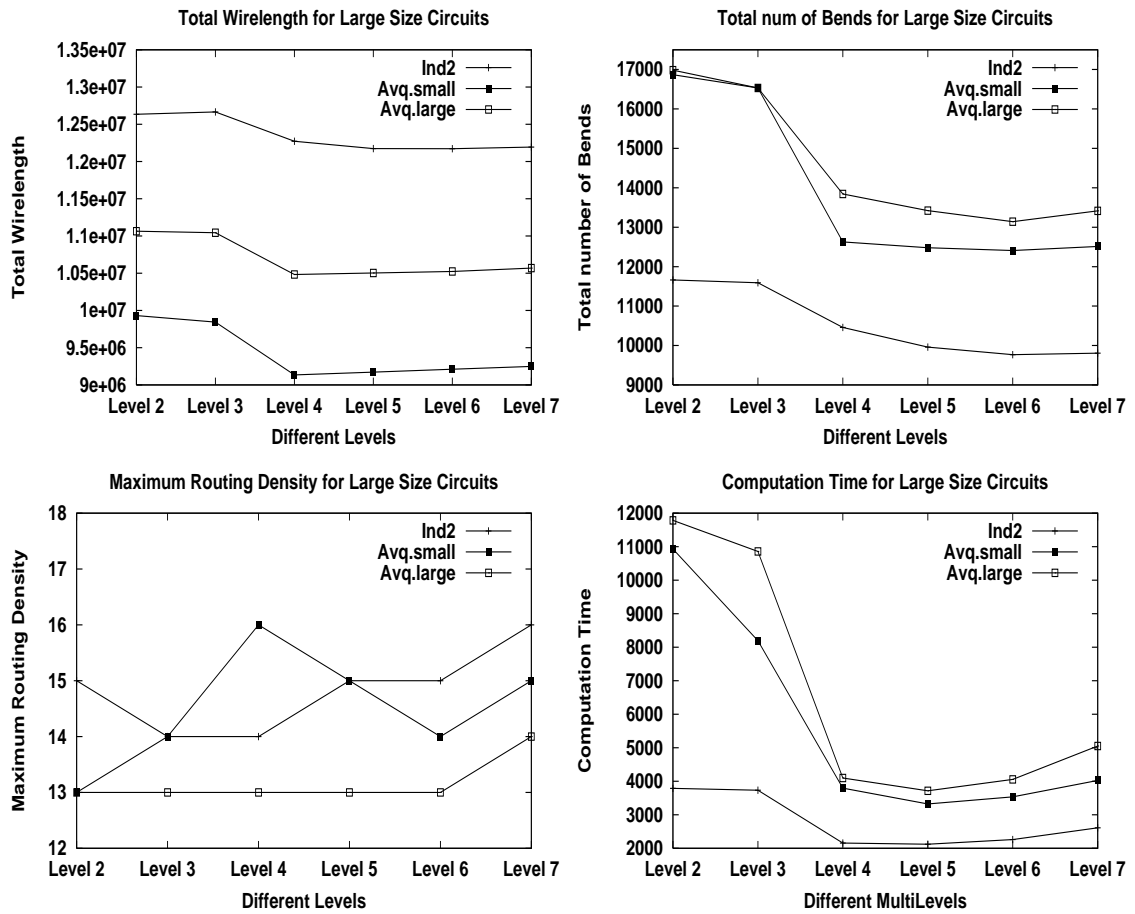 Total Wirelength for Large Size Circuits
1.35e+07
1.3e+07
1.25e+07
1.2e+07
1.15e+07
1.1e+07
1.05e+07
1e+07
9.5e+06
9e+06
Total Wirelength
Ind2
Avq.small
Avq.large
Level 2 Level 3 Level 4 Level 5 Level 6 Level 7
Different Levels
Total num of Bends for Large Size Circuits
17000
16000
15000
14000
13000
12000
11000
10000
9000
Total number of Bends
Ind2
Avq.small
Avq.large
Level 2 Level 3 Level 4 Level 5 Level 6 Level 7
Different Levels
Maximum Routing Density for Large Size Circuits
18
17
16
15
14
13
12
Maximum Routing Density
Ind2
Avq.small
Avq.large
Level 2 Level 3 Level 4 Level 5 Level 6 Level 7
Different Levels
Computation Time for Large Size Circuits
12000
11000
10000
9000
8000
7000
6000
5000
4000
3000
2000
Computation Time
Ind2
Avq.small
Avq.large
Level 2 Level 3 Level 4 Level 5 Level 6 Level 7
Different MultiLevels